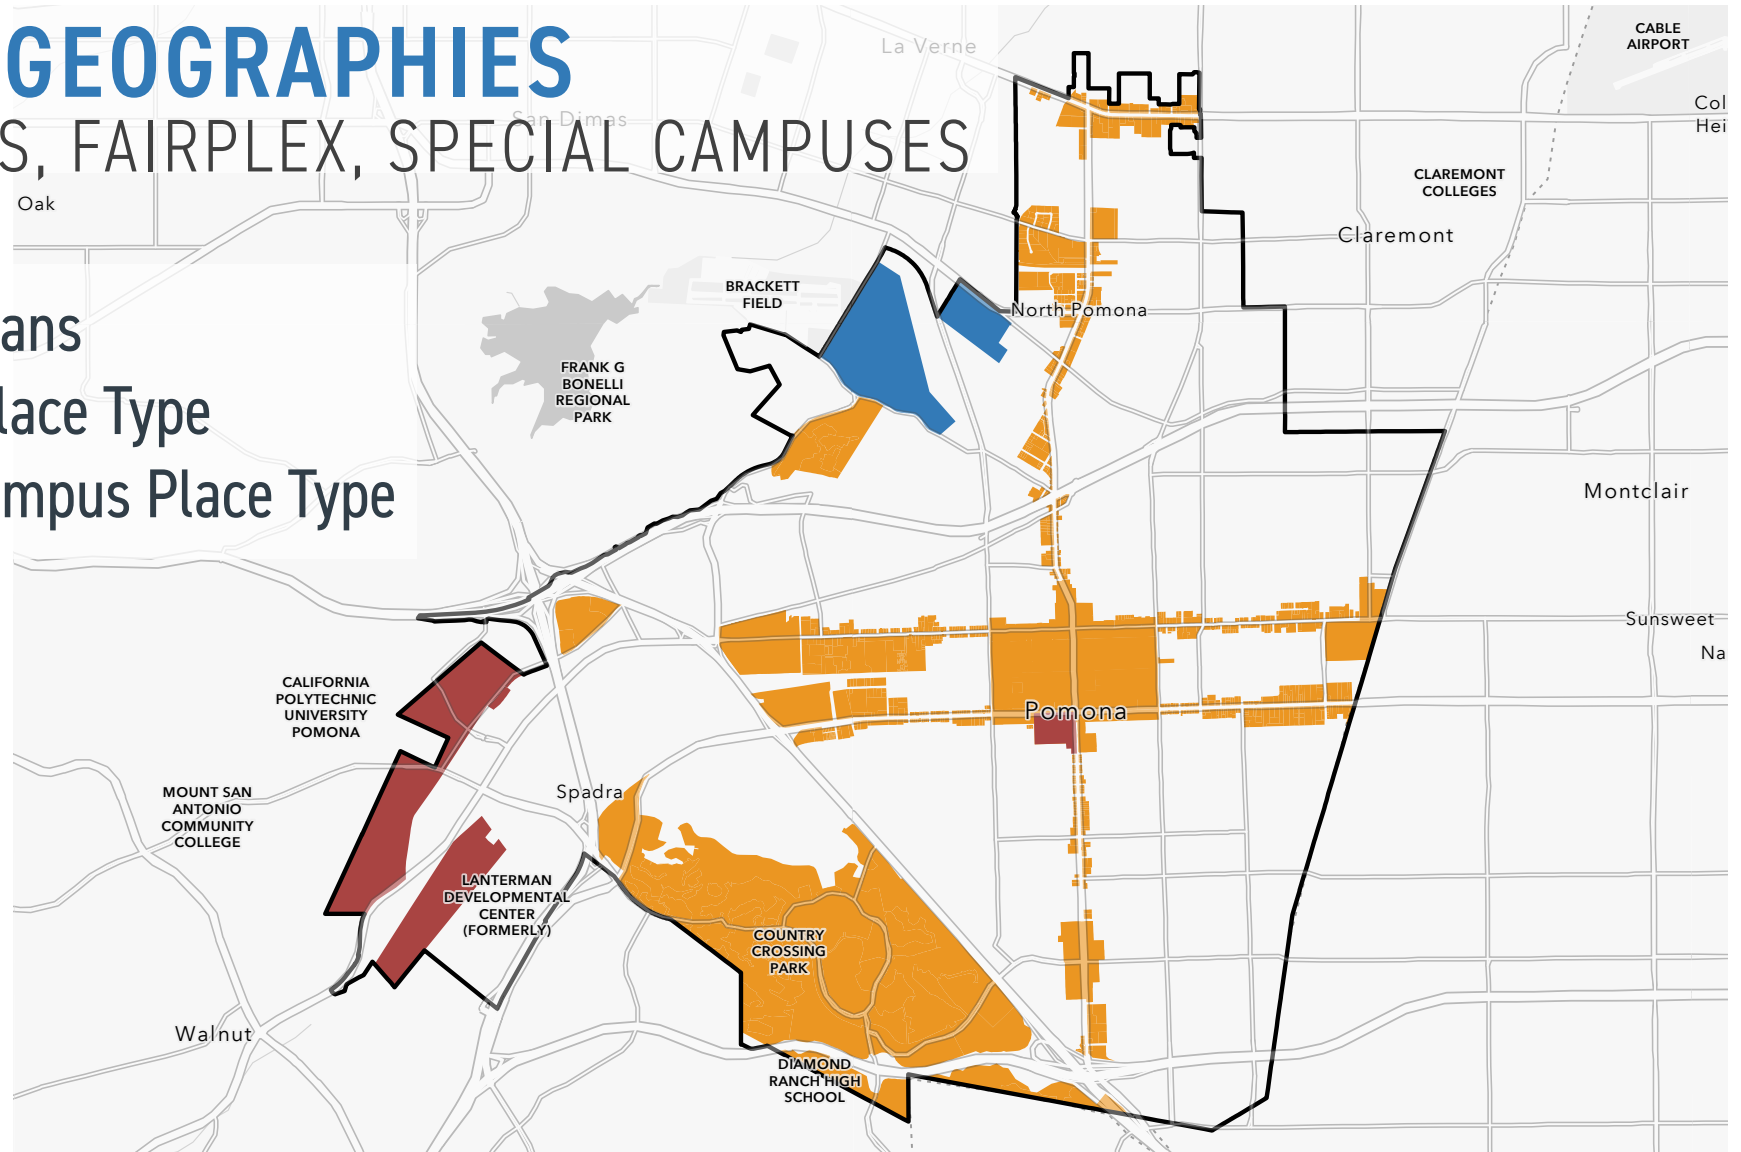 GEOGRAPHIES
S, FAIRPLEX, SPECIAL CAMPUSES
ans
lace Type
mpus Place Type
La Verne
San Dimas
Oak
CABLE
AIRPORT
Col
Hei
CLAREMONT
COLLEGES
Claremont
BRACKETT
FIELD
North Pomona
FRANK G
BONELLI
REGIONAL
PARK
Montclair
Sunsweet
Na
CALIFORNIA
POLYTECHNIC
UNIVERSITY
POMONA
Pomona
MOUNT SAN
ANTONIO
COMMUNITY
COLLEGE
Spadra
LANTERMAN
DEVELOPMENTAL
CENTER
(FORMERLY)
COUNTRY
CROSSING
PARK
Walnut
DIAMOND
RANCH HIGH
SCHOOL